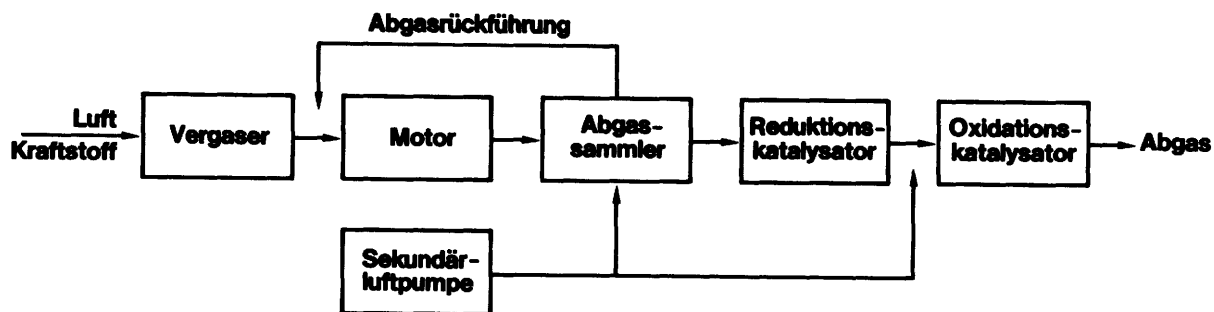 Abgasrückführung
Luft
Kraftstoff
Vergaser
Motor
Abgas-
sammler
Reduktions-
katalysator
Oxidations-
katalysator
Abgas
Sekundär-
luftpumpe